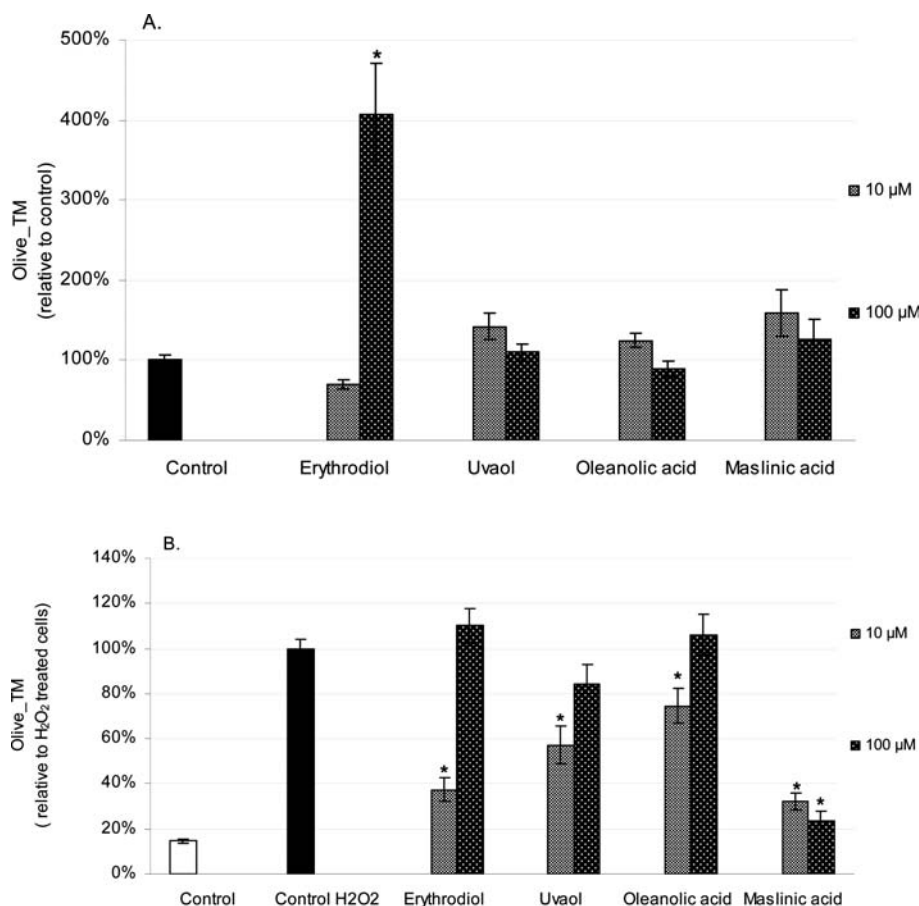 A.
500%
400%
300%
200%
100%
0%
Olive_TM
(relative to control)
*
10 µM
100 µM
Control Erythrodiol Uvaol Oleanolic acid Maslinic acid
B.
140%
120%
100%
80%
60%
40%
20%
0%
Olive_TM
( relative to H₂O₂ treated cells)
* * * * *
10 µM
100 µM
Control Control H2O2 Erythrodiol Uvaol Oleanolic acid Maslinic acid